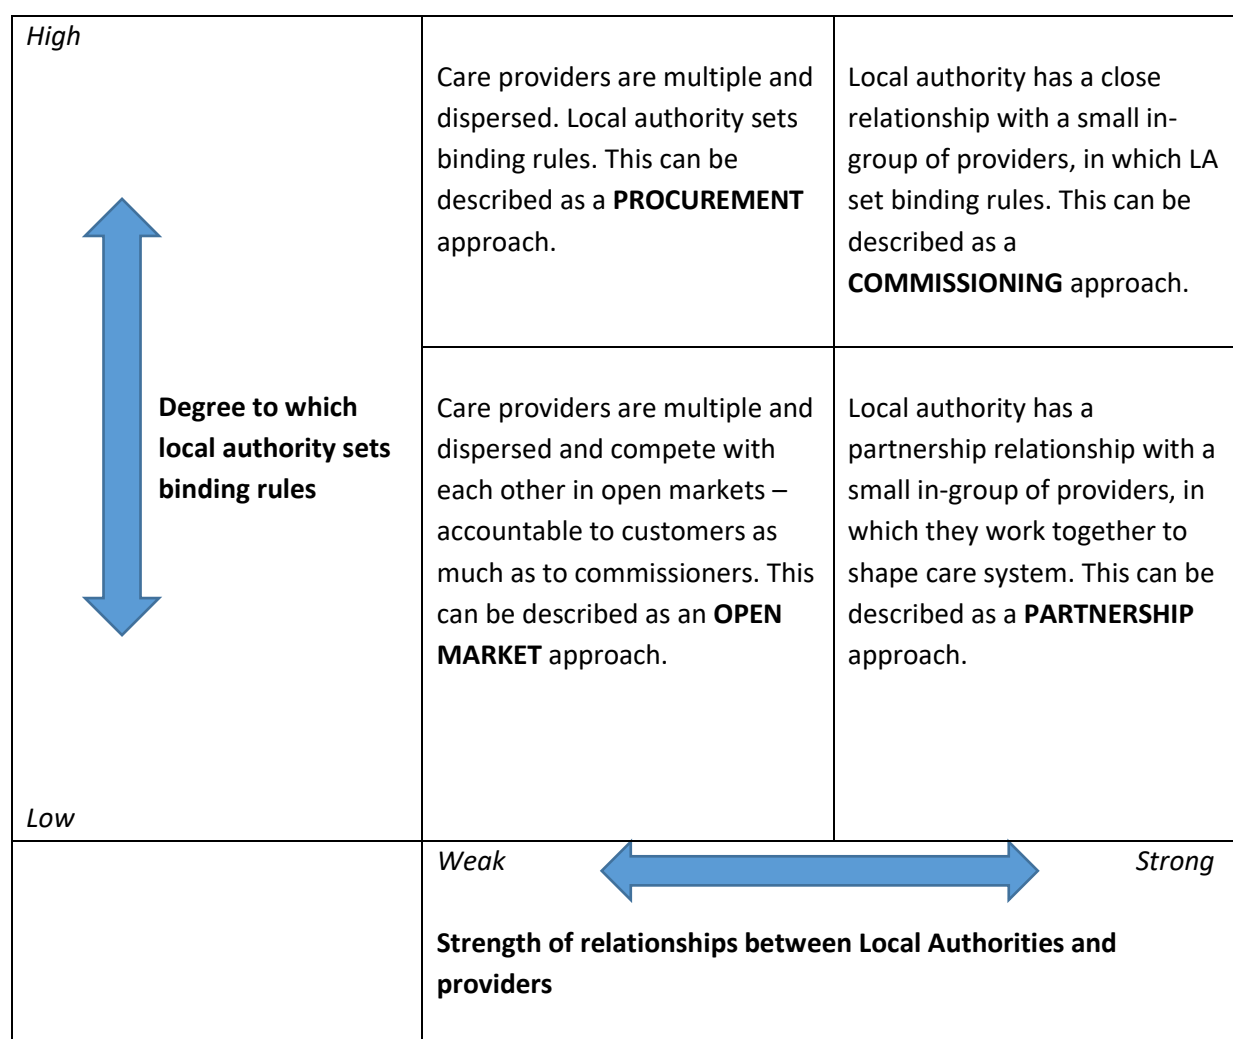 High
Care providers are multiple and
dispersed. Local authority sets
binding rules. This can be
described as a PROCUREMENT
approach.
Local authority has a close
relationship with a small in-
group of providers, in which LA
set binding rules. This can be
described as a
COMMISSIONING approach.
Degree to which
local authority sets
binding rules
Care providers are multiple and
dispersed and compete with
each other in open markets –
accountable to customers as
much as to commissioners. This
can be described as an OPEN
MARKET approach.
Local authority has a
partnership relationship with a
small in-group of providers, in
which they work together to
shape care system. This can be
described as a PARTNERSHIP
approach.
Low
Weak
Strong
Strength of relationships between Local Authorities and
providers